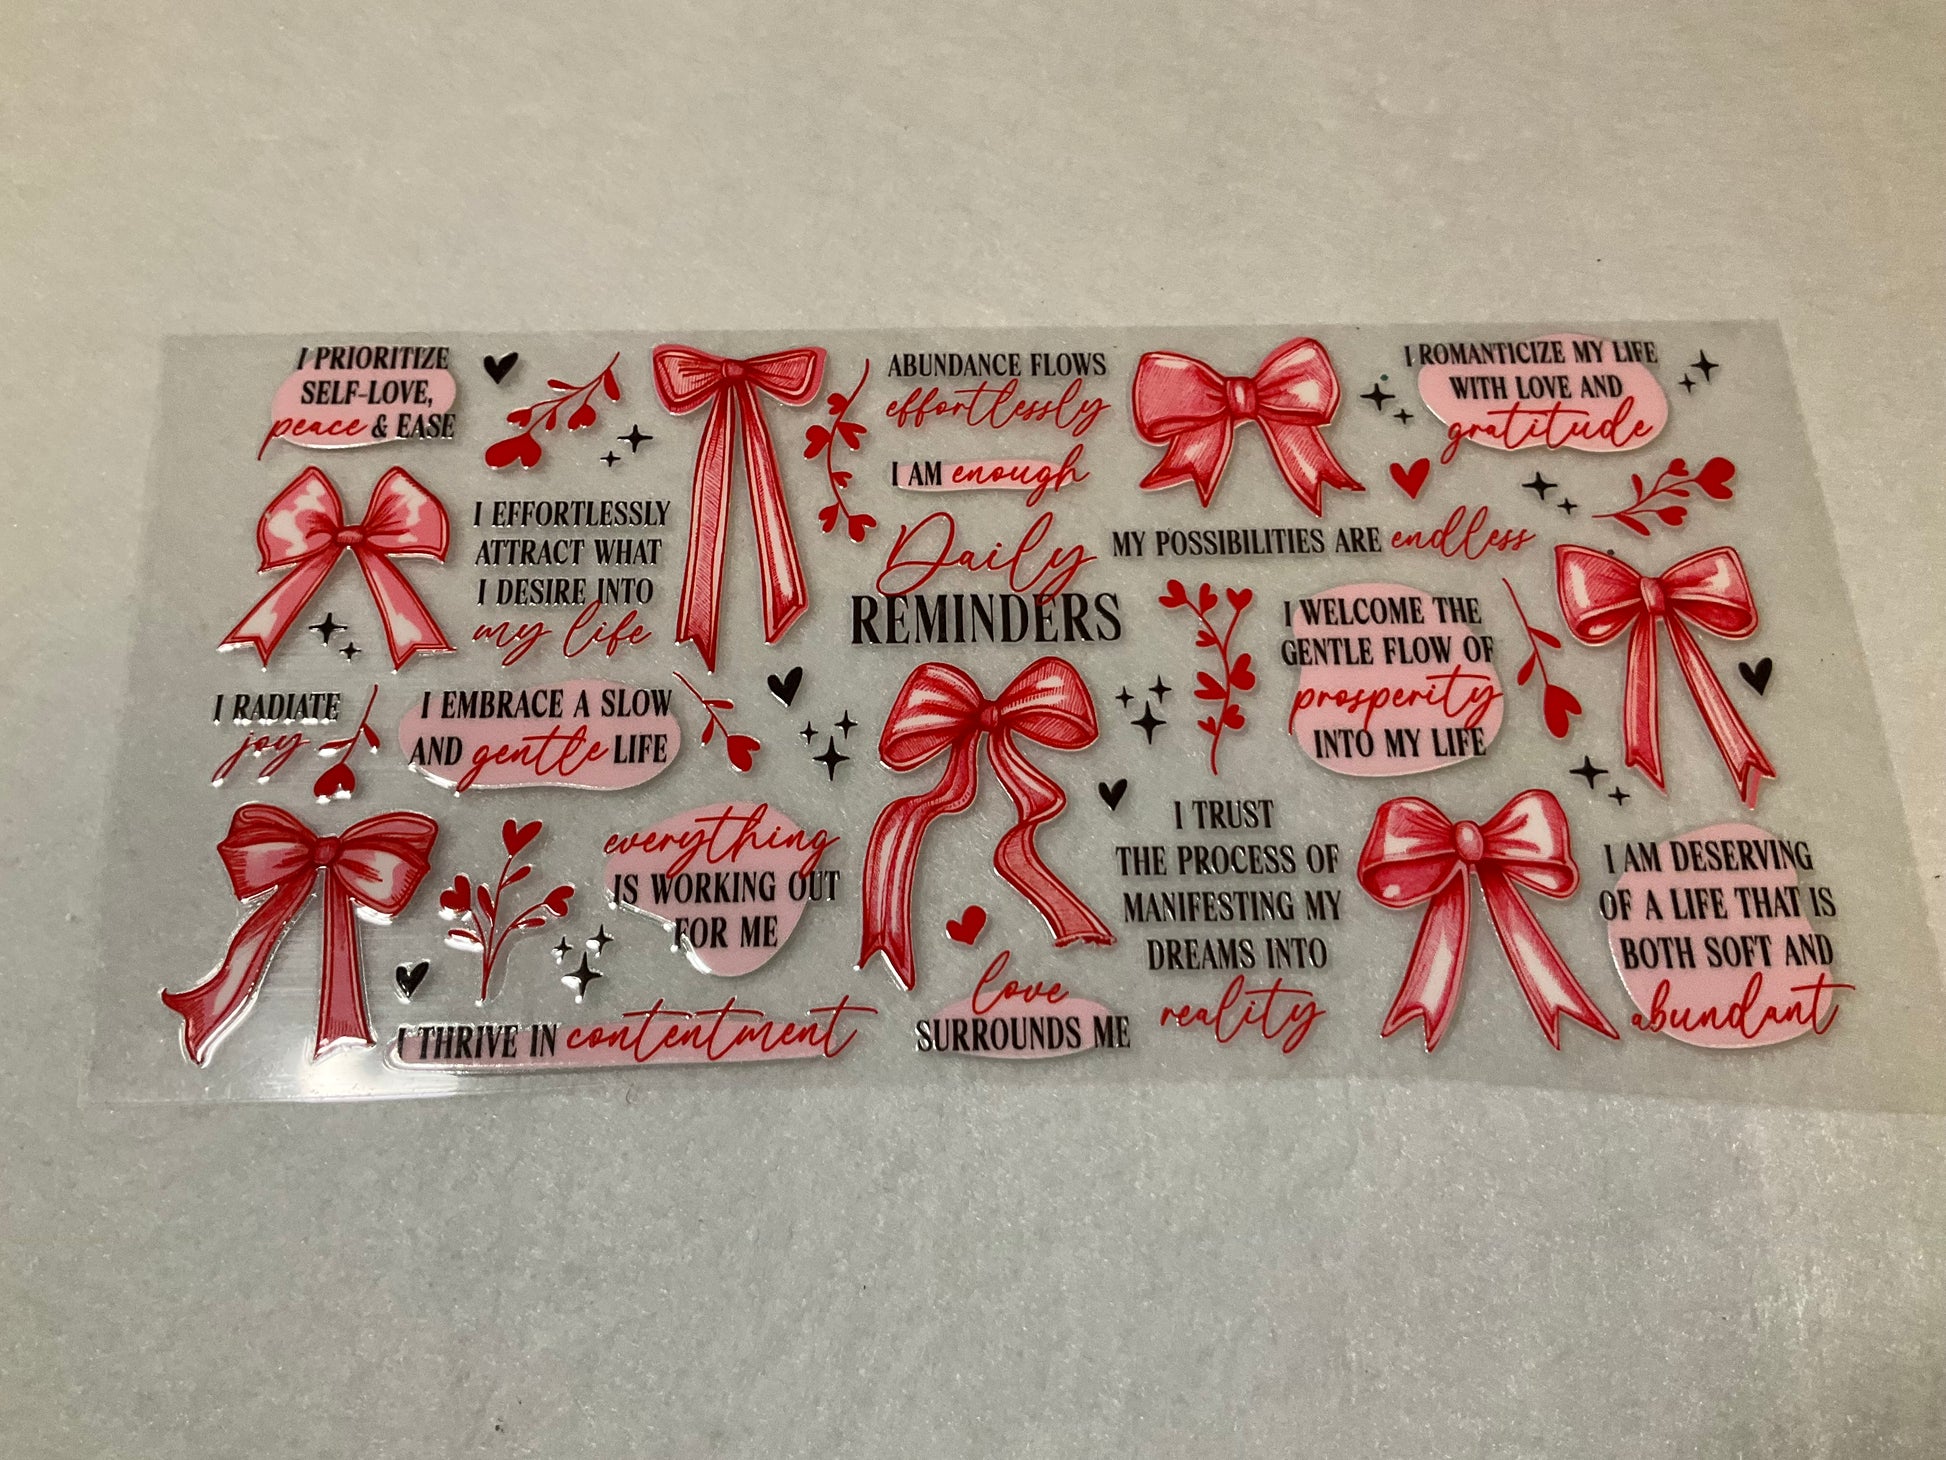 I PRIORITIZE
SELF-LOVE,
peace & EASE
I EFFORTLESSLY
ATTRACT WHAT
I DESIRE INTO
my life
I RADIATE
joy
I EMBRACE A SLOW
AND gentle LIFE
everything
IS WORKING OUT
FOR ME
I THRIVE IN contentment
ABUNDANCE FLOWS
effortlessly
I AM enough
Daily
REMINDERS
love
SURROUNDS ME
I ROMANTICIZE MY LIFE
WITH LOVE AND
gratitude
MY POSSIBILITIES ARE endless
I WELCOME THE
GENTLE FLOW OF
prosperity
INTO MY LIFE
I TRUST
THE PROCESS OF
MANIFESTING MY
DREAMS INTO
reality
I AM DESERVING
OF A LIFE THAT IS
BOTH SOFT AND
abundant